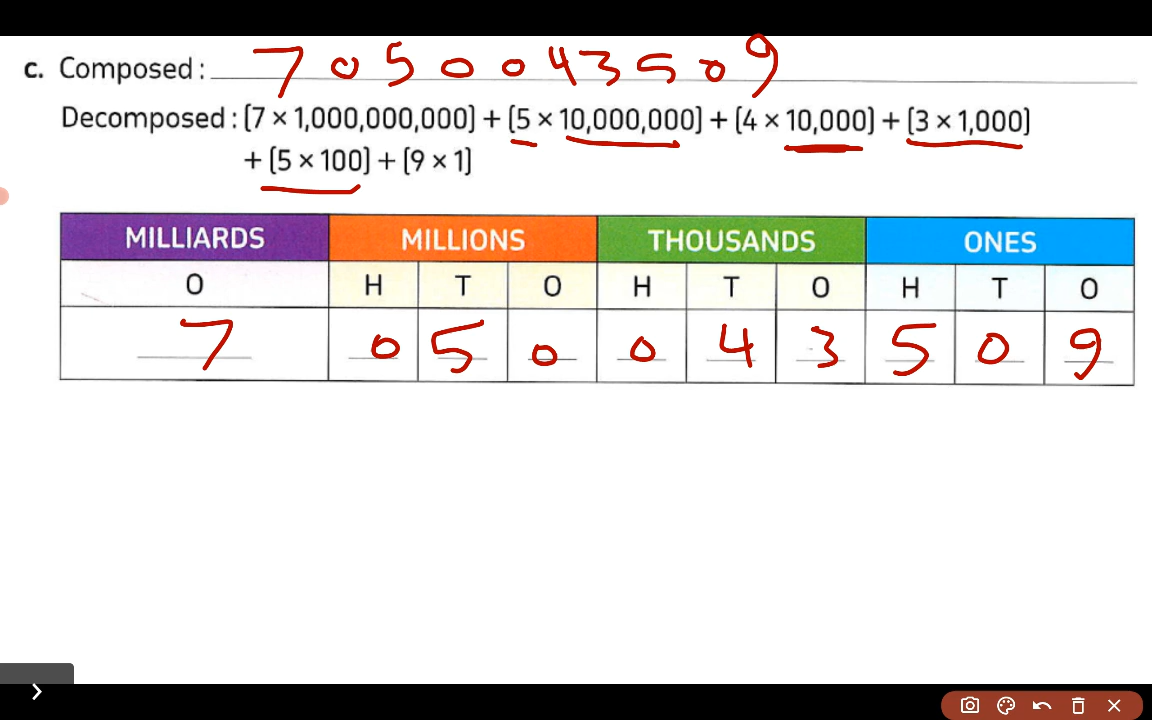 c. Composed : 7 0 5 0 0 4 3 5 0 9
Decomposed : (7 × 1,000,000,000) + (5 × 10,000,000) + (4 × 10,000) + (3 × 1,000)
+ (5 × 100) + (9 × 1)
MILLIARDS MILLIONS THOUSANDS ONES
O H T O H T O H T O
7 0 5 0 0 4 3 5 0 9